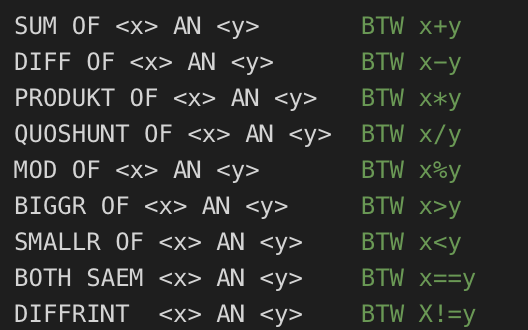 SUM OF <x> AN <y> BTW x+y
DIFF OF <x> AN <y> BTW x−y
PRODUKT OF <x> AN <y> BTW x*y
QUOSHUNT OF <x> AN <y> BTW x/y
MOD OF <x> AN <y> BTW x%y
BIGGR OF <x> AN <y> BTW x>y
SMALLR OF <x> AN <y> BTW x<y
BOTH SAEM <x> AN <y> BTW x==y
DIFFRINT <x> AN <y> BTW X!=y